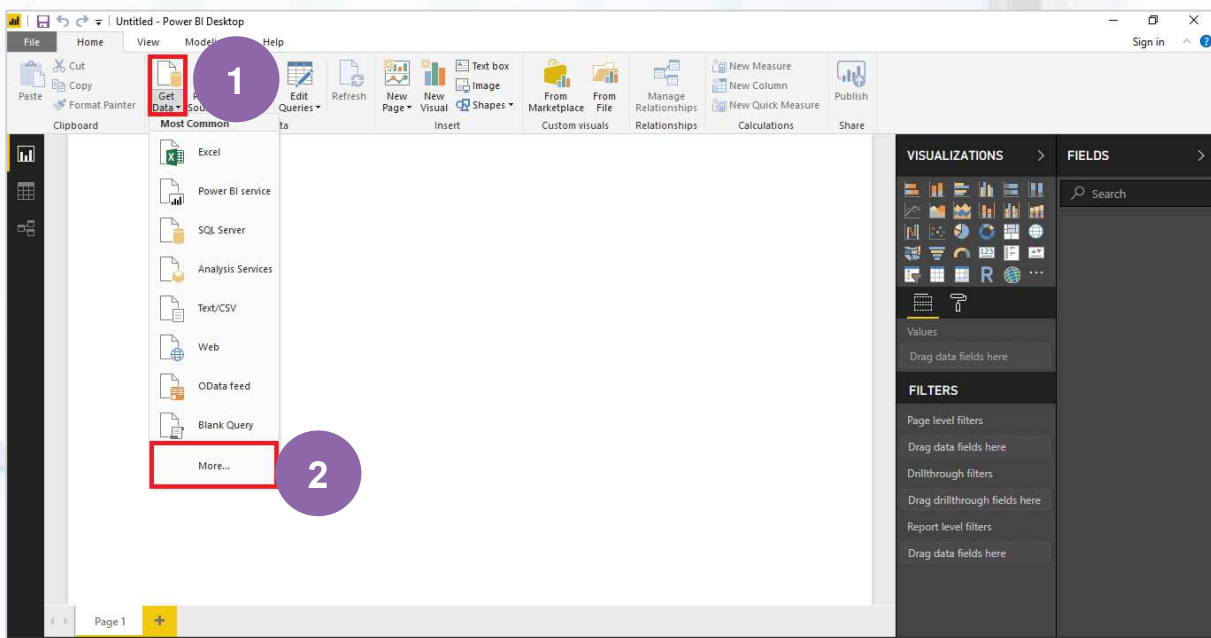 Untitled - Power BI Desktop
File Home View Help Sign in
Paste
Cut
Copy
Format Painter
Clipboard
Get Data
1
Edit Queries
Refresh
New Page
New Visual
Text box
Image
Shapes
Insert
From Marketplace
From File
Custom visuals
Manage Relationships
Relationships
New Measure
New Column
New Quick Measure
Calculations
Publish
Share
Most Common
Excel
Power BI service
SQL Server
Analysis Services
Text/CSV
Web
OData feed
Blank Query
More...
2
VISUALIZATIONS
R
123
Values
Drag data fields here
FILTERS
Page level filters
Drag data fields here
Drillthrough filters
Drag drillthrough fields here
Report level filters
Drag data fields here
FIELDS
Search
Page 1